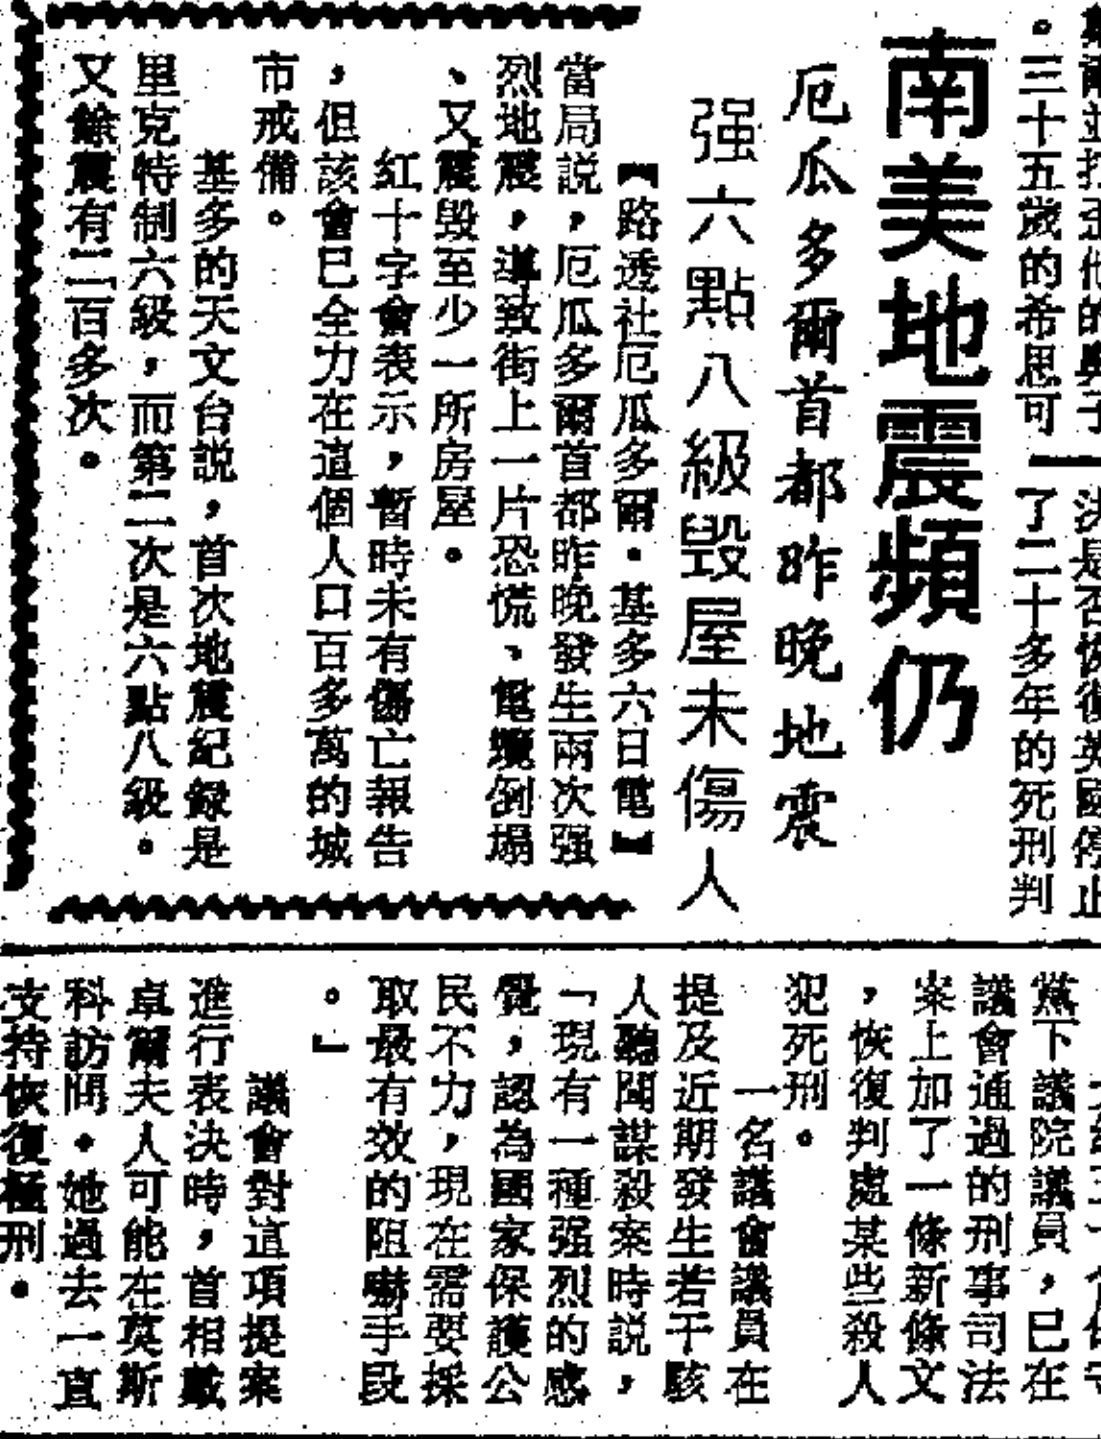 。三十五歲的希思可
了二十多年的死刑判
南美地震頻仍
厄瓜多爾首都昨晚地震
强六點八級毀屋未傷人
【路透社厄瓜多爾・基多六日電】
當局説，厄瓜多爾首都昨晚發生兩次强
烈地震，導致街上一片恐慌、電纜倒塌
、又震毀至少一所房屋。
紅十字會表示，暫時未有傷亡報告
，但該會已全力在這個人口百多萬的城
市戒備。
基多的天文台説，首次地震紀錄是
里克特制六級，而第二次是六點八級。
又餘震有二百多次。
黨下議院議員，已在
議會通過的刑事司法
案上加了一條新條文
，恢復判處某些殺人
犯死刑。
一名議會議員在
提及近期發生若干駭
人聽聞謀殺案時説，
「現有一種强烈的感
覺，認為國家保護公
民不力，現在需要採
取最有效的阻嚇手段
。」
議會對這項提案
進行表決時，首相戴
卓爾夫人可能在莫斯
科訪問。她過去一直
支持恢復極刑。